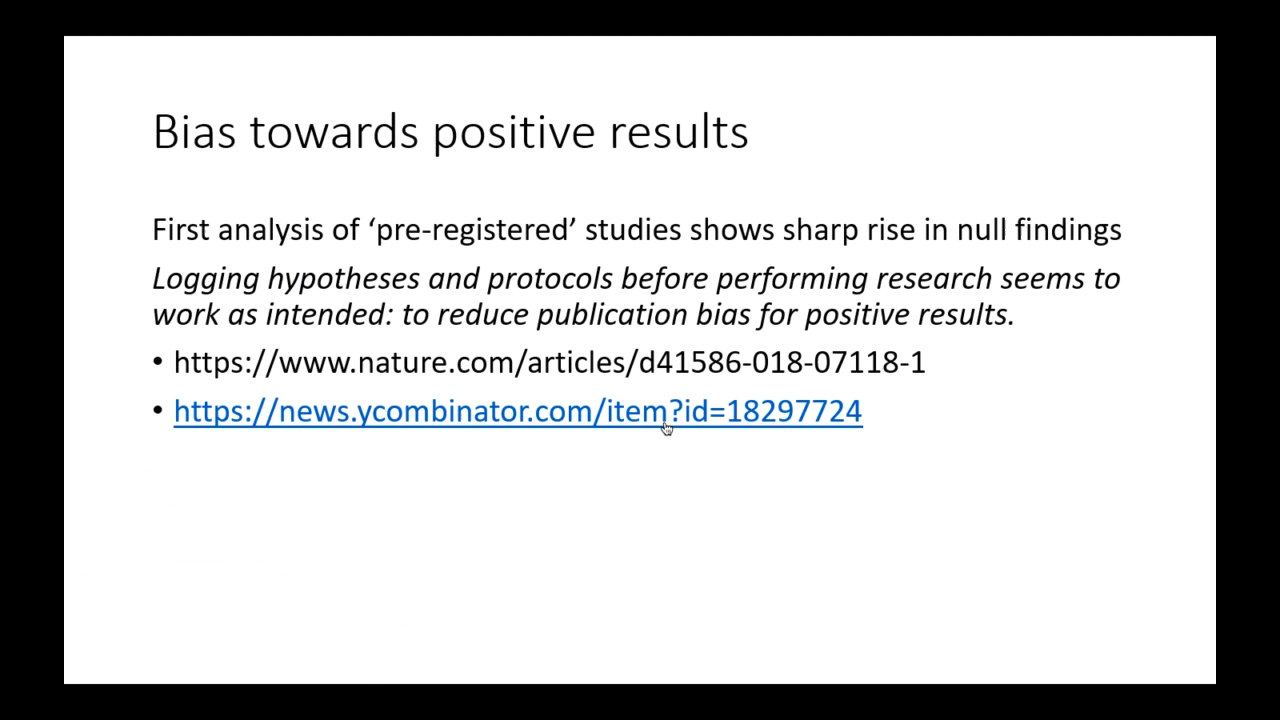 Bias towards positive results
First analysis of ‘pre-registered’ studies shows sharp rise in null findings
Logging hypotheses and protocols before performing research seems to
work as intended: to reduce publication bias for positive results.
• https://www.nature.com/articles/d41586-018-07118-1
• https://news.ycombinator.com/item?id=18297724